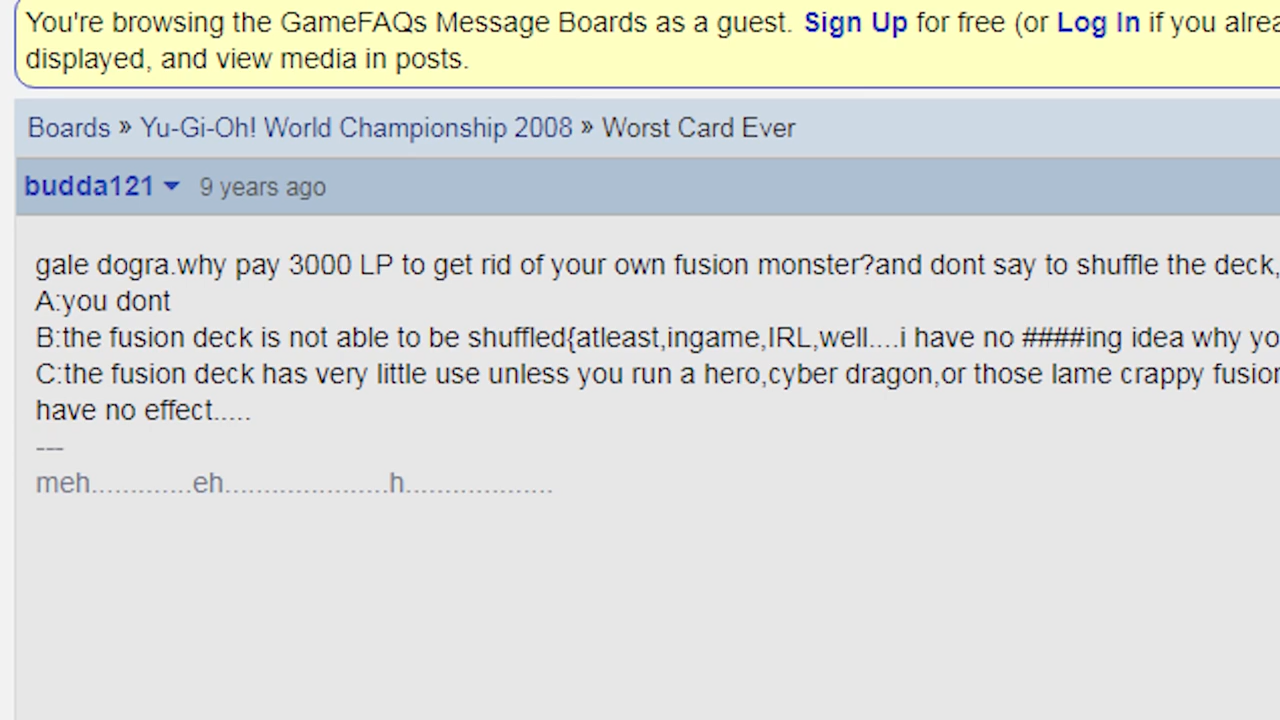 You're browsing the GameFAQs Message Boards as a guest. Sign Up for free (or Log In if you
displayed, and view media in posts.
Boards » Yu-Gi-Oh! World Championship 2008 » Worst Card Ever
budda121 9 years ago
gale dogra.why pay 3000 LP to get rid of your own fusion monster?and dont say to shuffle the deck,
A:you dont
B:the fusion deck is not able to be shuffled{atleast,ingame,IRL,well....i have no ####ing idea why
C:the fusion deck has very little use unless you run a hero,cyber dragon,or those lame crappy
have no effect.....
---
meh.............eh.....................h...................